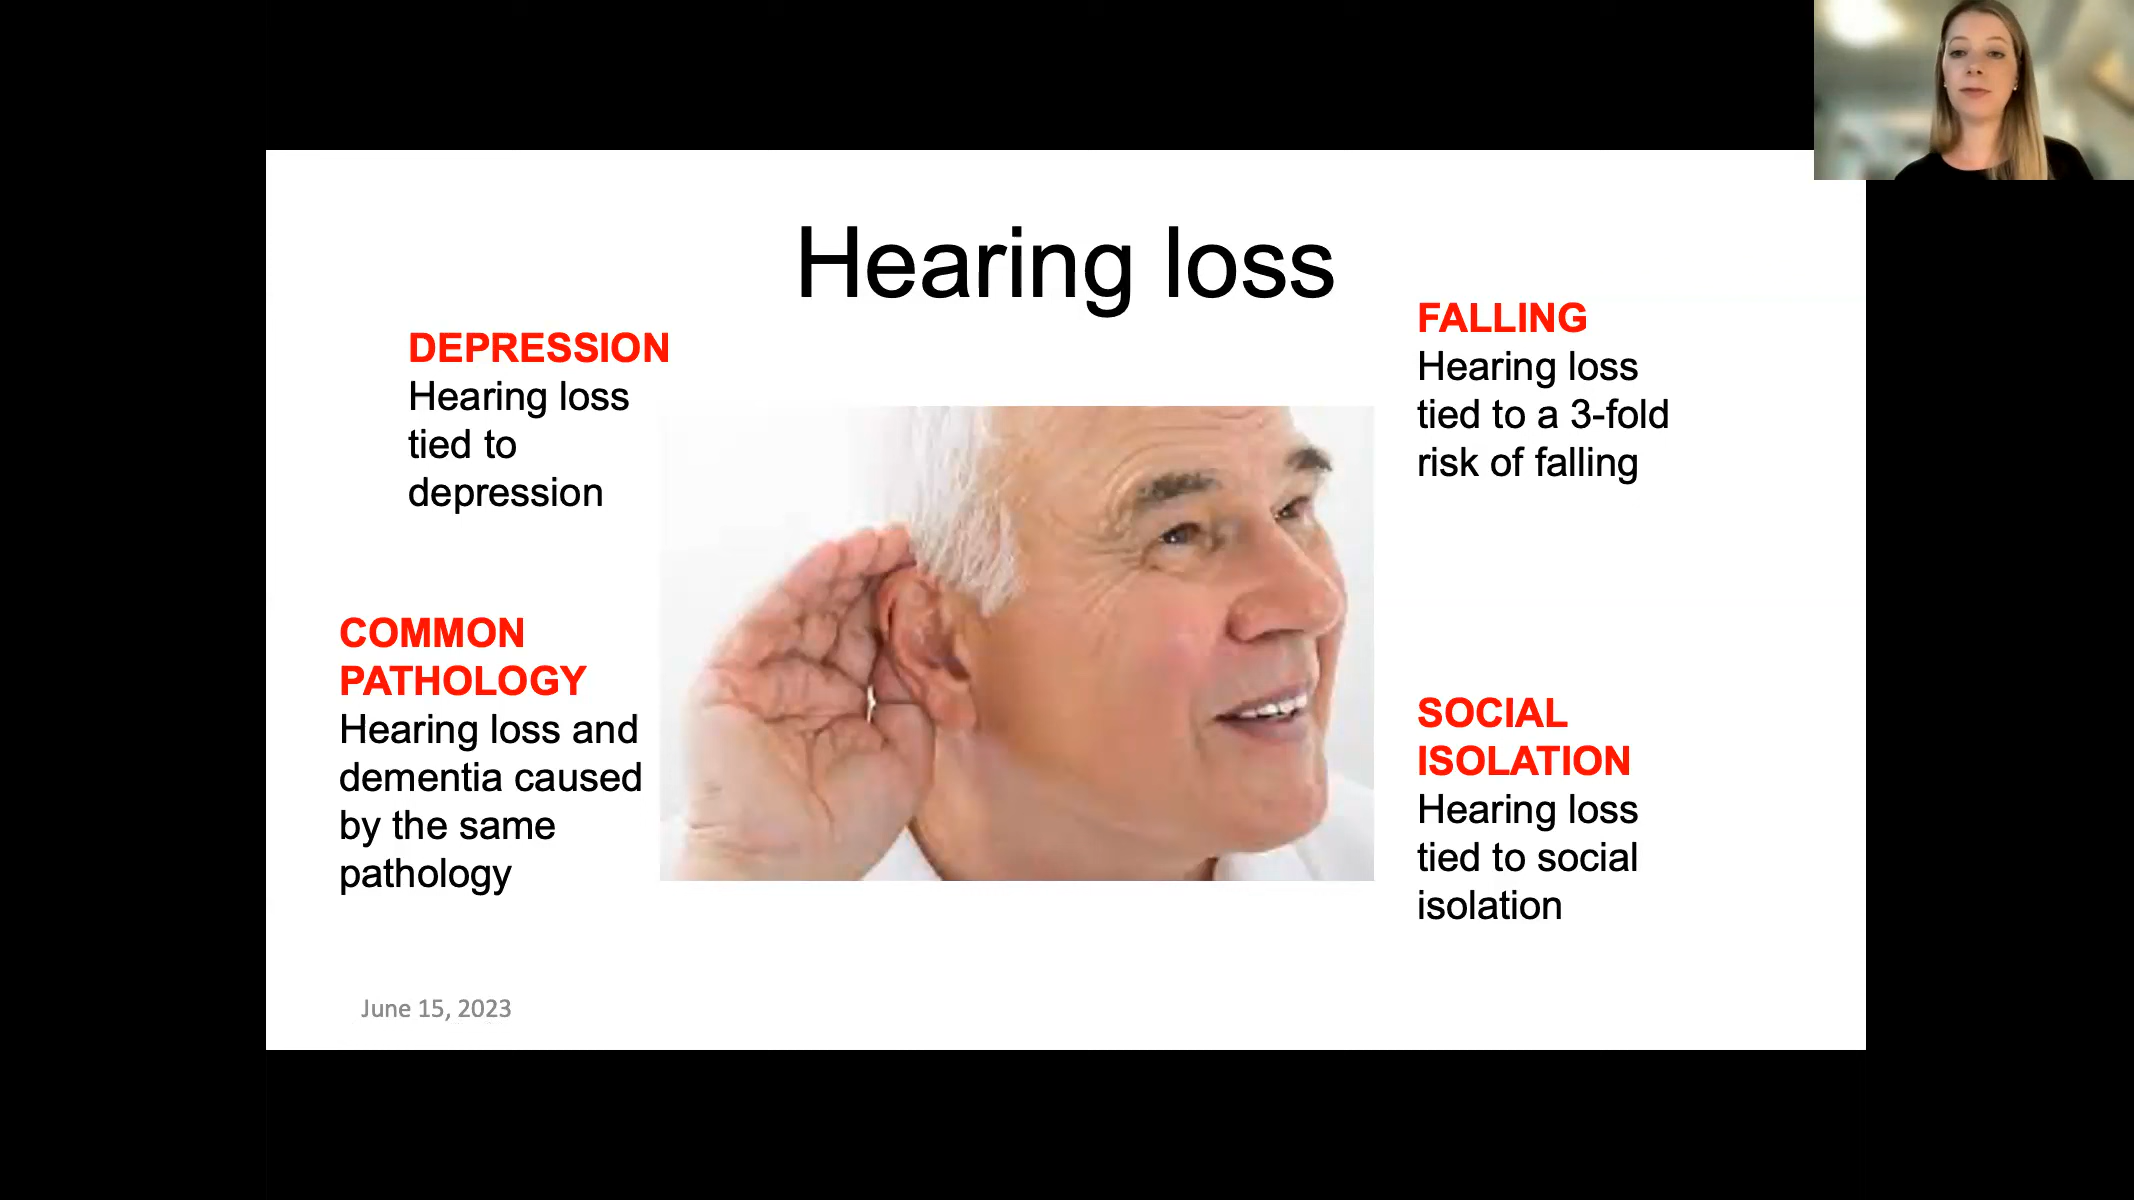 Hearing loss
DEPRESSION
Hearing loss
tied to
depression
FALLING
Hearing loss
tied to a 3-fold
risk of falling
COMMON
PATHOLOGY
Hearing loss and
dementia caused
by the same
pathology
SOCIAL
ISOLATION
Hearing loss
tied to social
isolation
June 15, 2023